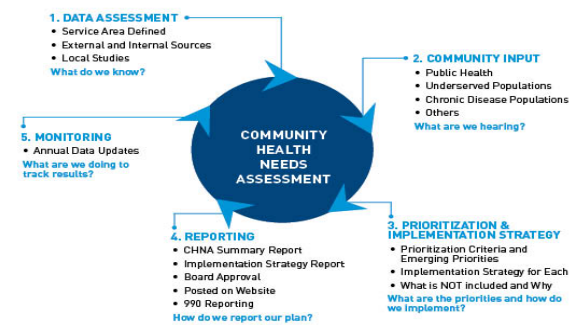 1. DATA ASSESSMENT
• Service Area Defined
• External and Internal Sources
• Local Studies
What do we know?
2. COMMUNITY INPUT
• Public Health
• Underserved Populations
• Chronic Disease Populations
• Others
What are we hearing?
COMMUNITY
HEALTH
NEEDS
ASSESSMENT
5. MONITORING
• Annual Data Updates
What are we doing to
track results?
3. PRIORITIZATION &
IMPLEMENTATION STRATEGY
• Prioritization Criteria and
Emerging Priorities
• Implementation Strategy for Each
• What is NOT included and Why
What are the priorities and how do
we implement?
4. REPORTING
• CHNA Summary Report
• Implementation Strategy Report
• Board Approval
• Posted on Website
• 990 Reporting
How do we report our plan?